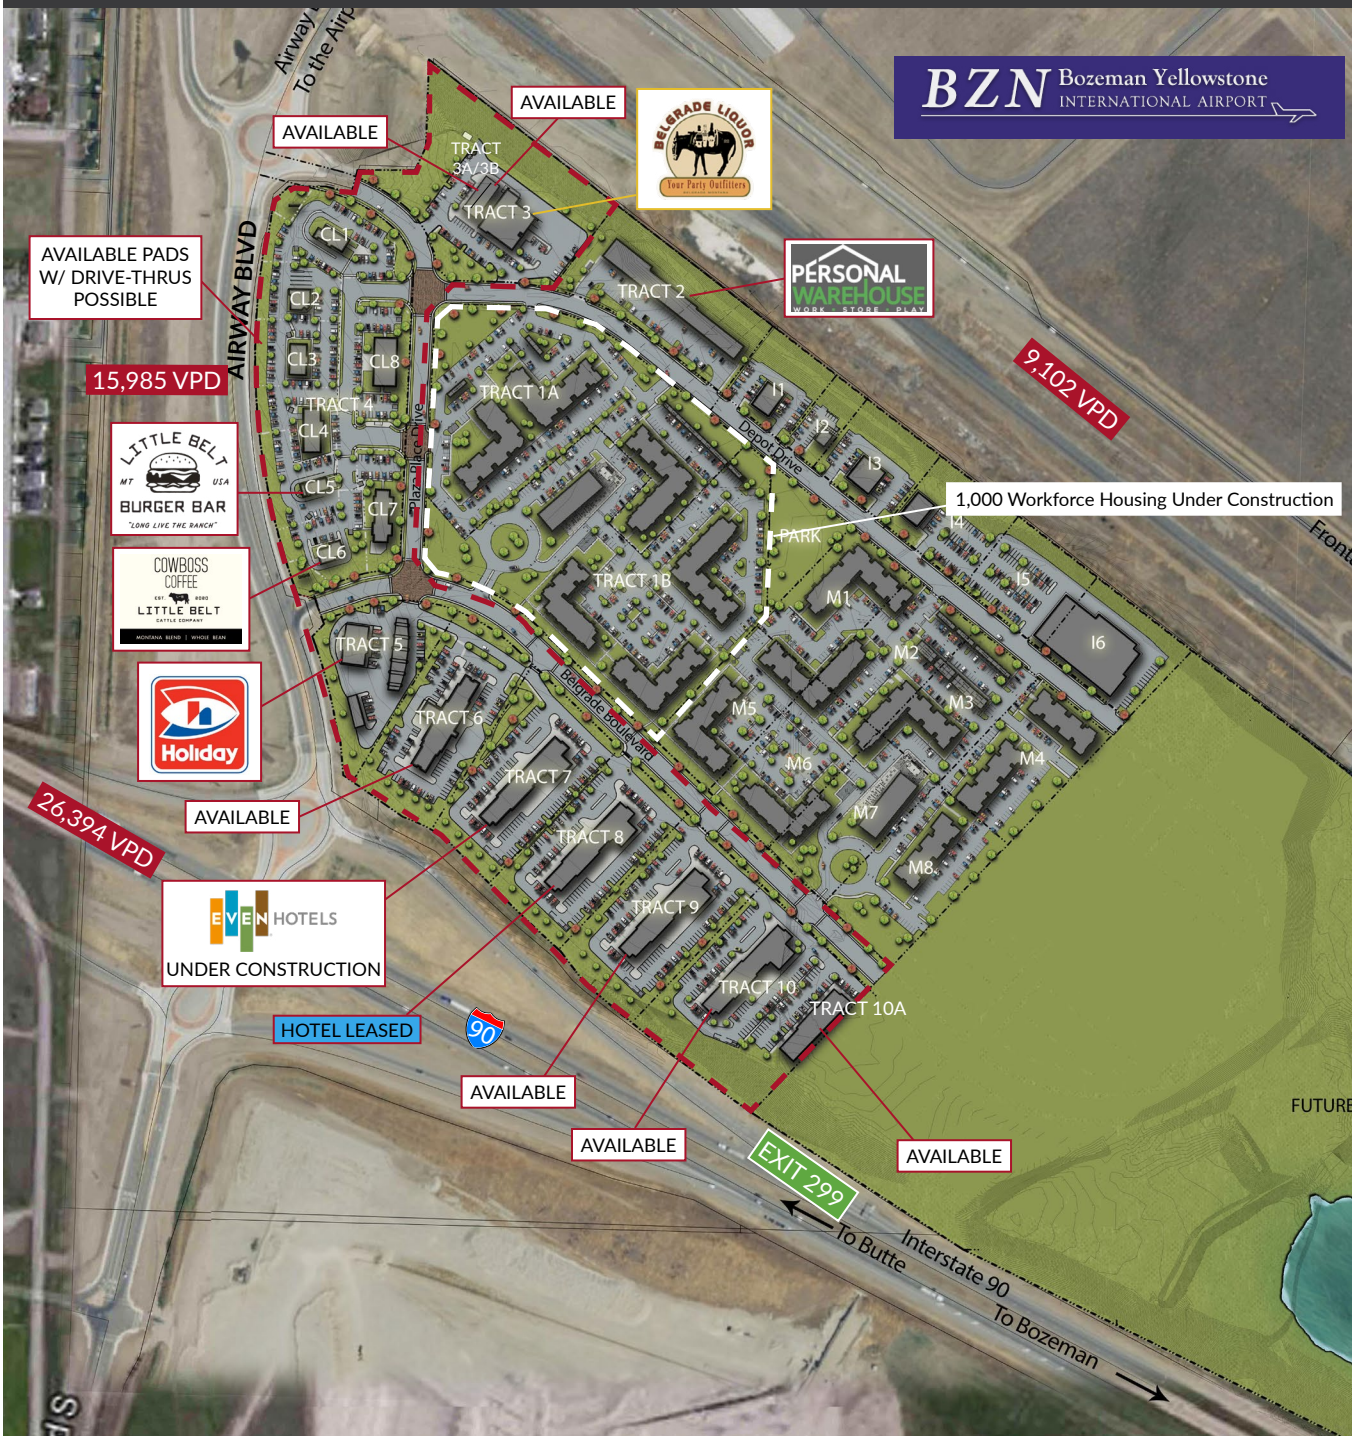 Airway
To the Airp
BZN Bozeman Yellowstone
INTERNATIONAL AIRPORT
AVAILABLE
AVAILABLE
BELGRADE LIQUOR
Your Party Outfitters
TRACT
3A/3B
TRACT 3
CL1
AIRWAY BLVD
AVAILABLE PADS
W/ DRIVE-THRUS
POSSIBLE
TRACT 2
PERSONAL
WAREHOUSE
WORK . STORE . PLAY
CL2
CL3
CL8
15,985 VPD
9,102 VPD
TRACT 1A
TRACT 4
CL4
I1
I2
I3
Depot Drive
Plaza Place Drive
LITTLE BELT
MT USA
BURGER BAR
"LONG LIVE THE RANCH"
CL5
CL7
1,000 Workforce Housing Under Construction
I4
PARK
CL6
Front
COWBOSS
COFFEE
LITTLE BELT
CATTLE COMPANY
MONTANA BLEND | WHOLE BEAN
TRACT 1B
I5
M1
I6
TRACT 5
M2
Holiday
Belgrade Boulevard
M5
M3
TRACT 6
M6
M4
TRACT 7
26,394 VPD
AVAILABLE
M7
TRACT 8
M8
EVEN HOTELS
UNDER CONSTRUCTION
TRACT 9
TRACT 10
TRACT 10A
HOTEL LEASED
90
AVAILABLE
AVAILABLE
AVAILABLE
FUTURE
EXIT 299
To Butte
Interstate 90
To Bozeman